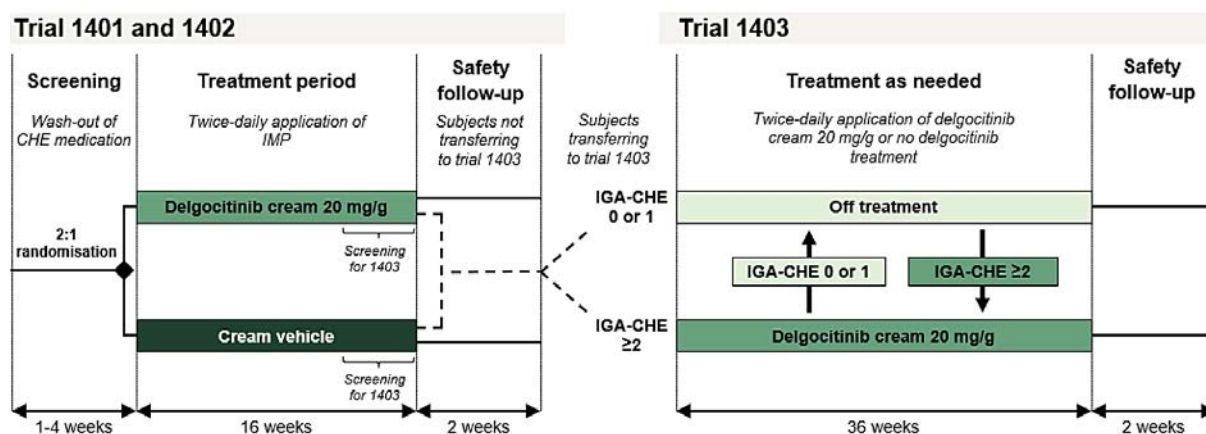 Trial 1401 and 1402
Screening
Wash-out of
CHE medication
Treatment period
Twice-daily application of
IMP
Safety
follow-up
Subjects not
transferring
to trial 1403
Subjects
transferring
to trial 1403
2:1
randomisation
Delgocitinib cream 20 mg/g
Screening
for 1403
Cream vehicle
Screening
for 1403
1-4 weeks
16 weeks
2 weeks
IGA-CHE
0 or 1
IGA-CHE
≥2
Trial 1403
Treatment as needed
Twice-daily application of delgocitinib
cream 20 mg/g or no delgocitinib
treatment
Safety
follow-up
Off treatment
IGA-CHE 0 or 1
IGA-CHE ≥2
Delgocitinib cream 20 mg/g
36 weeks
2 weeks